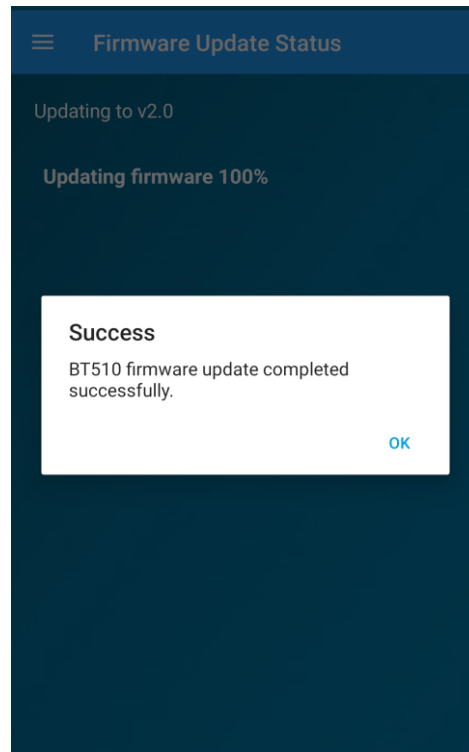 Firmware Update Status
Updating to v2.0
Updating firmware 100%
Success
BT510 firmware update completed
successfully.
OK